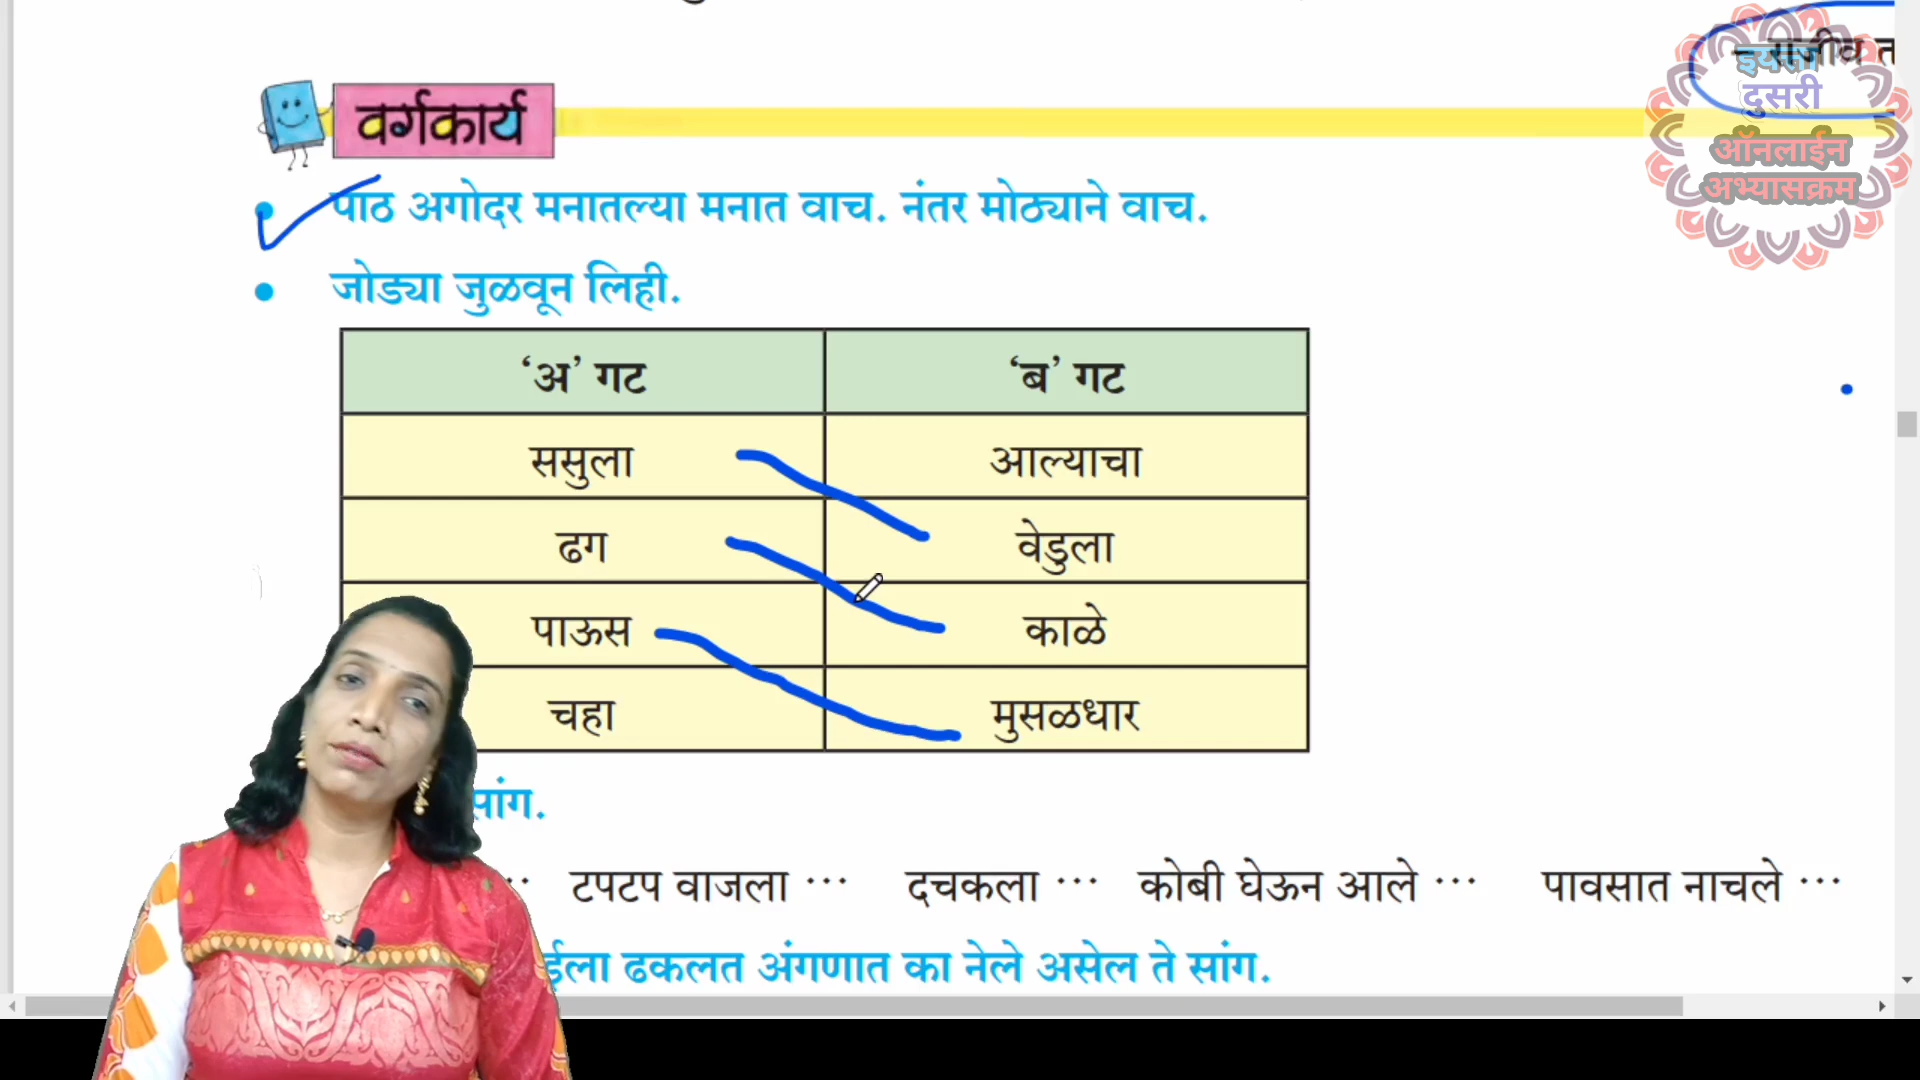 इयत्ता
दुसरी
ऑनलाईन
अभ्यासक्रम
वर्गकार्य
पाठ अगोदर मनातल्या मनात वाच. नंतर मोठ्याने वाच.
जोड्या जुळवून लिही.
‘अ’ गट ‘ब’ गट
ससुला आल्याचा
ढग वेडुला
पाऊस काळे
चहा मुसळधार
सांग.
टपटप वाजला ... दचकला ... कोबी घेऊन आले ... पावसात नाचले ...
ढकलत अंगणात का नेले असेल ते सांग.